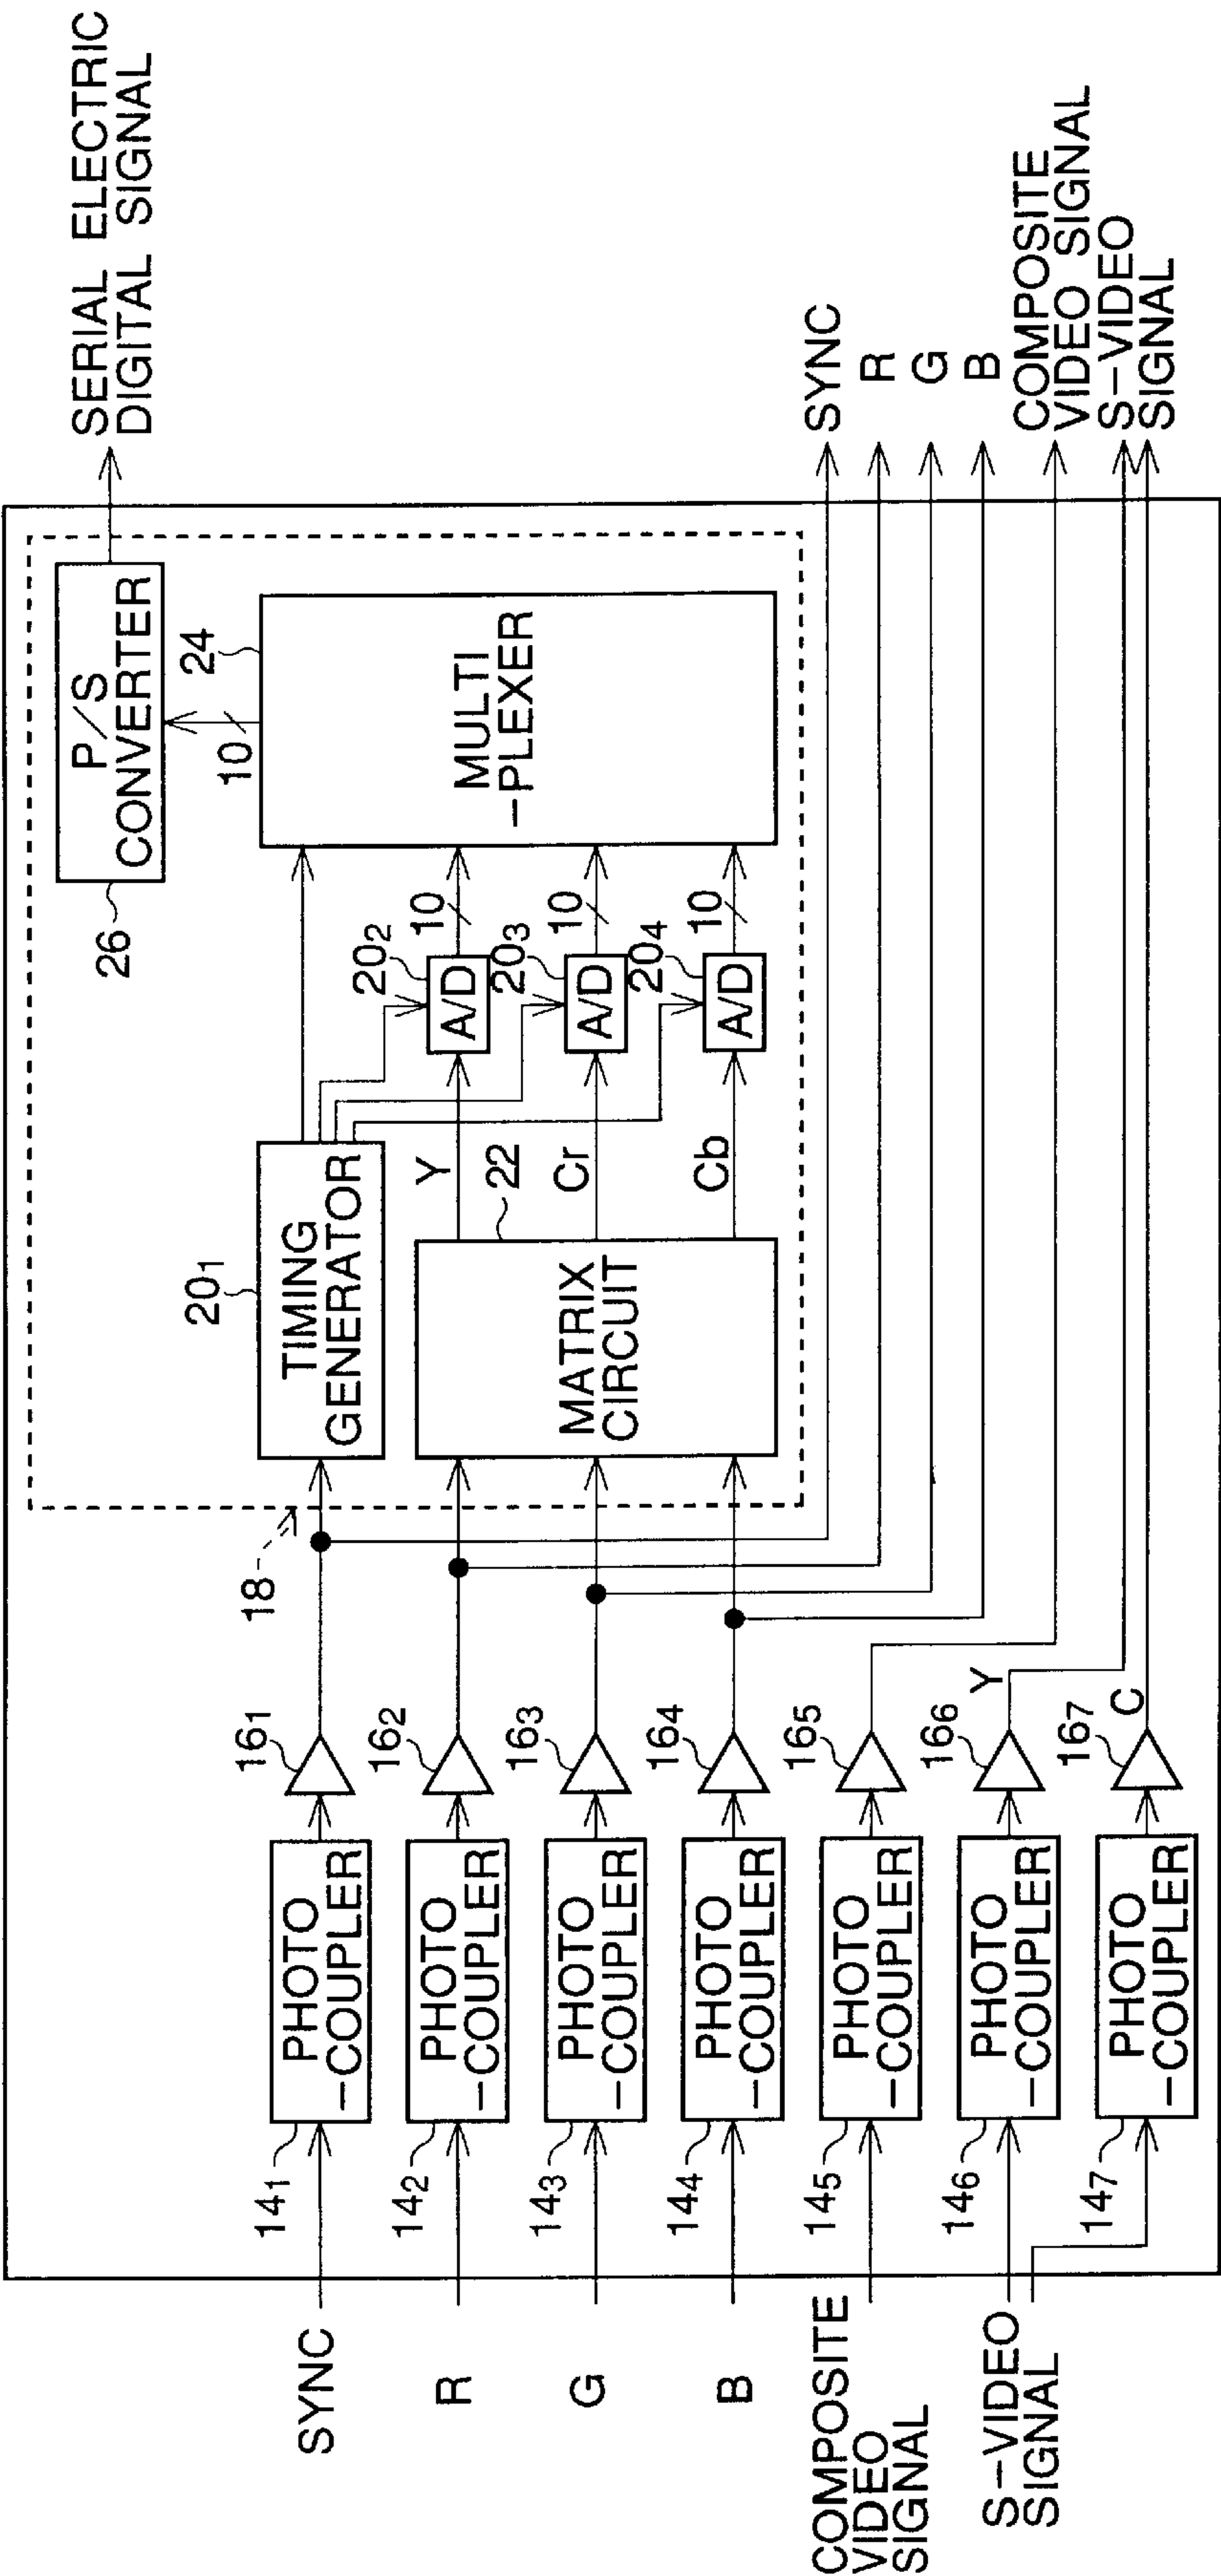 SERIAL ELECTRIC
DIGITAL SIGNAL
P/S
CONVERTER
26
10
24
MULTI
-PLEXER
18
20₁
TIMING
GENERATOR
20₂
A/D
10
20₃
A/D
10
20₄
A/D
10
Y
22
Cr
Cb
MATRIX
CIRCUIT
SYNC
14₁
PHOTO
-COUPLER
16₁
SYNC
R
14₂
PHOTO
-COUPLER
16₂
R
G
14₃
PHOTO
-COUPLER
16₃
G
B
14₄
PHOTO
-COUPLER
16₄
B
COMPOSITE
VIDEO
SIGNAL
14₅
PHOTO
-COUPLER
16₅
COMPOSITE
VIDEO SIGNAL
S-VIDEO
SIGNAL
14₆
PHOTO
-COUPLER
16₆
Y
14₇
PHOTO
-COUPLER
16₇
C
S-VIDEO
SIGNAL